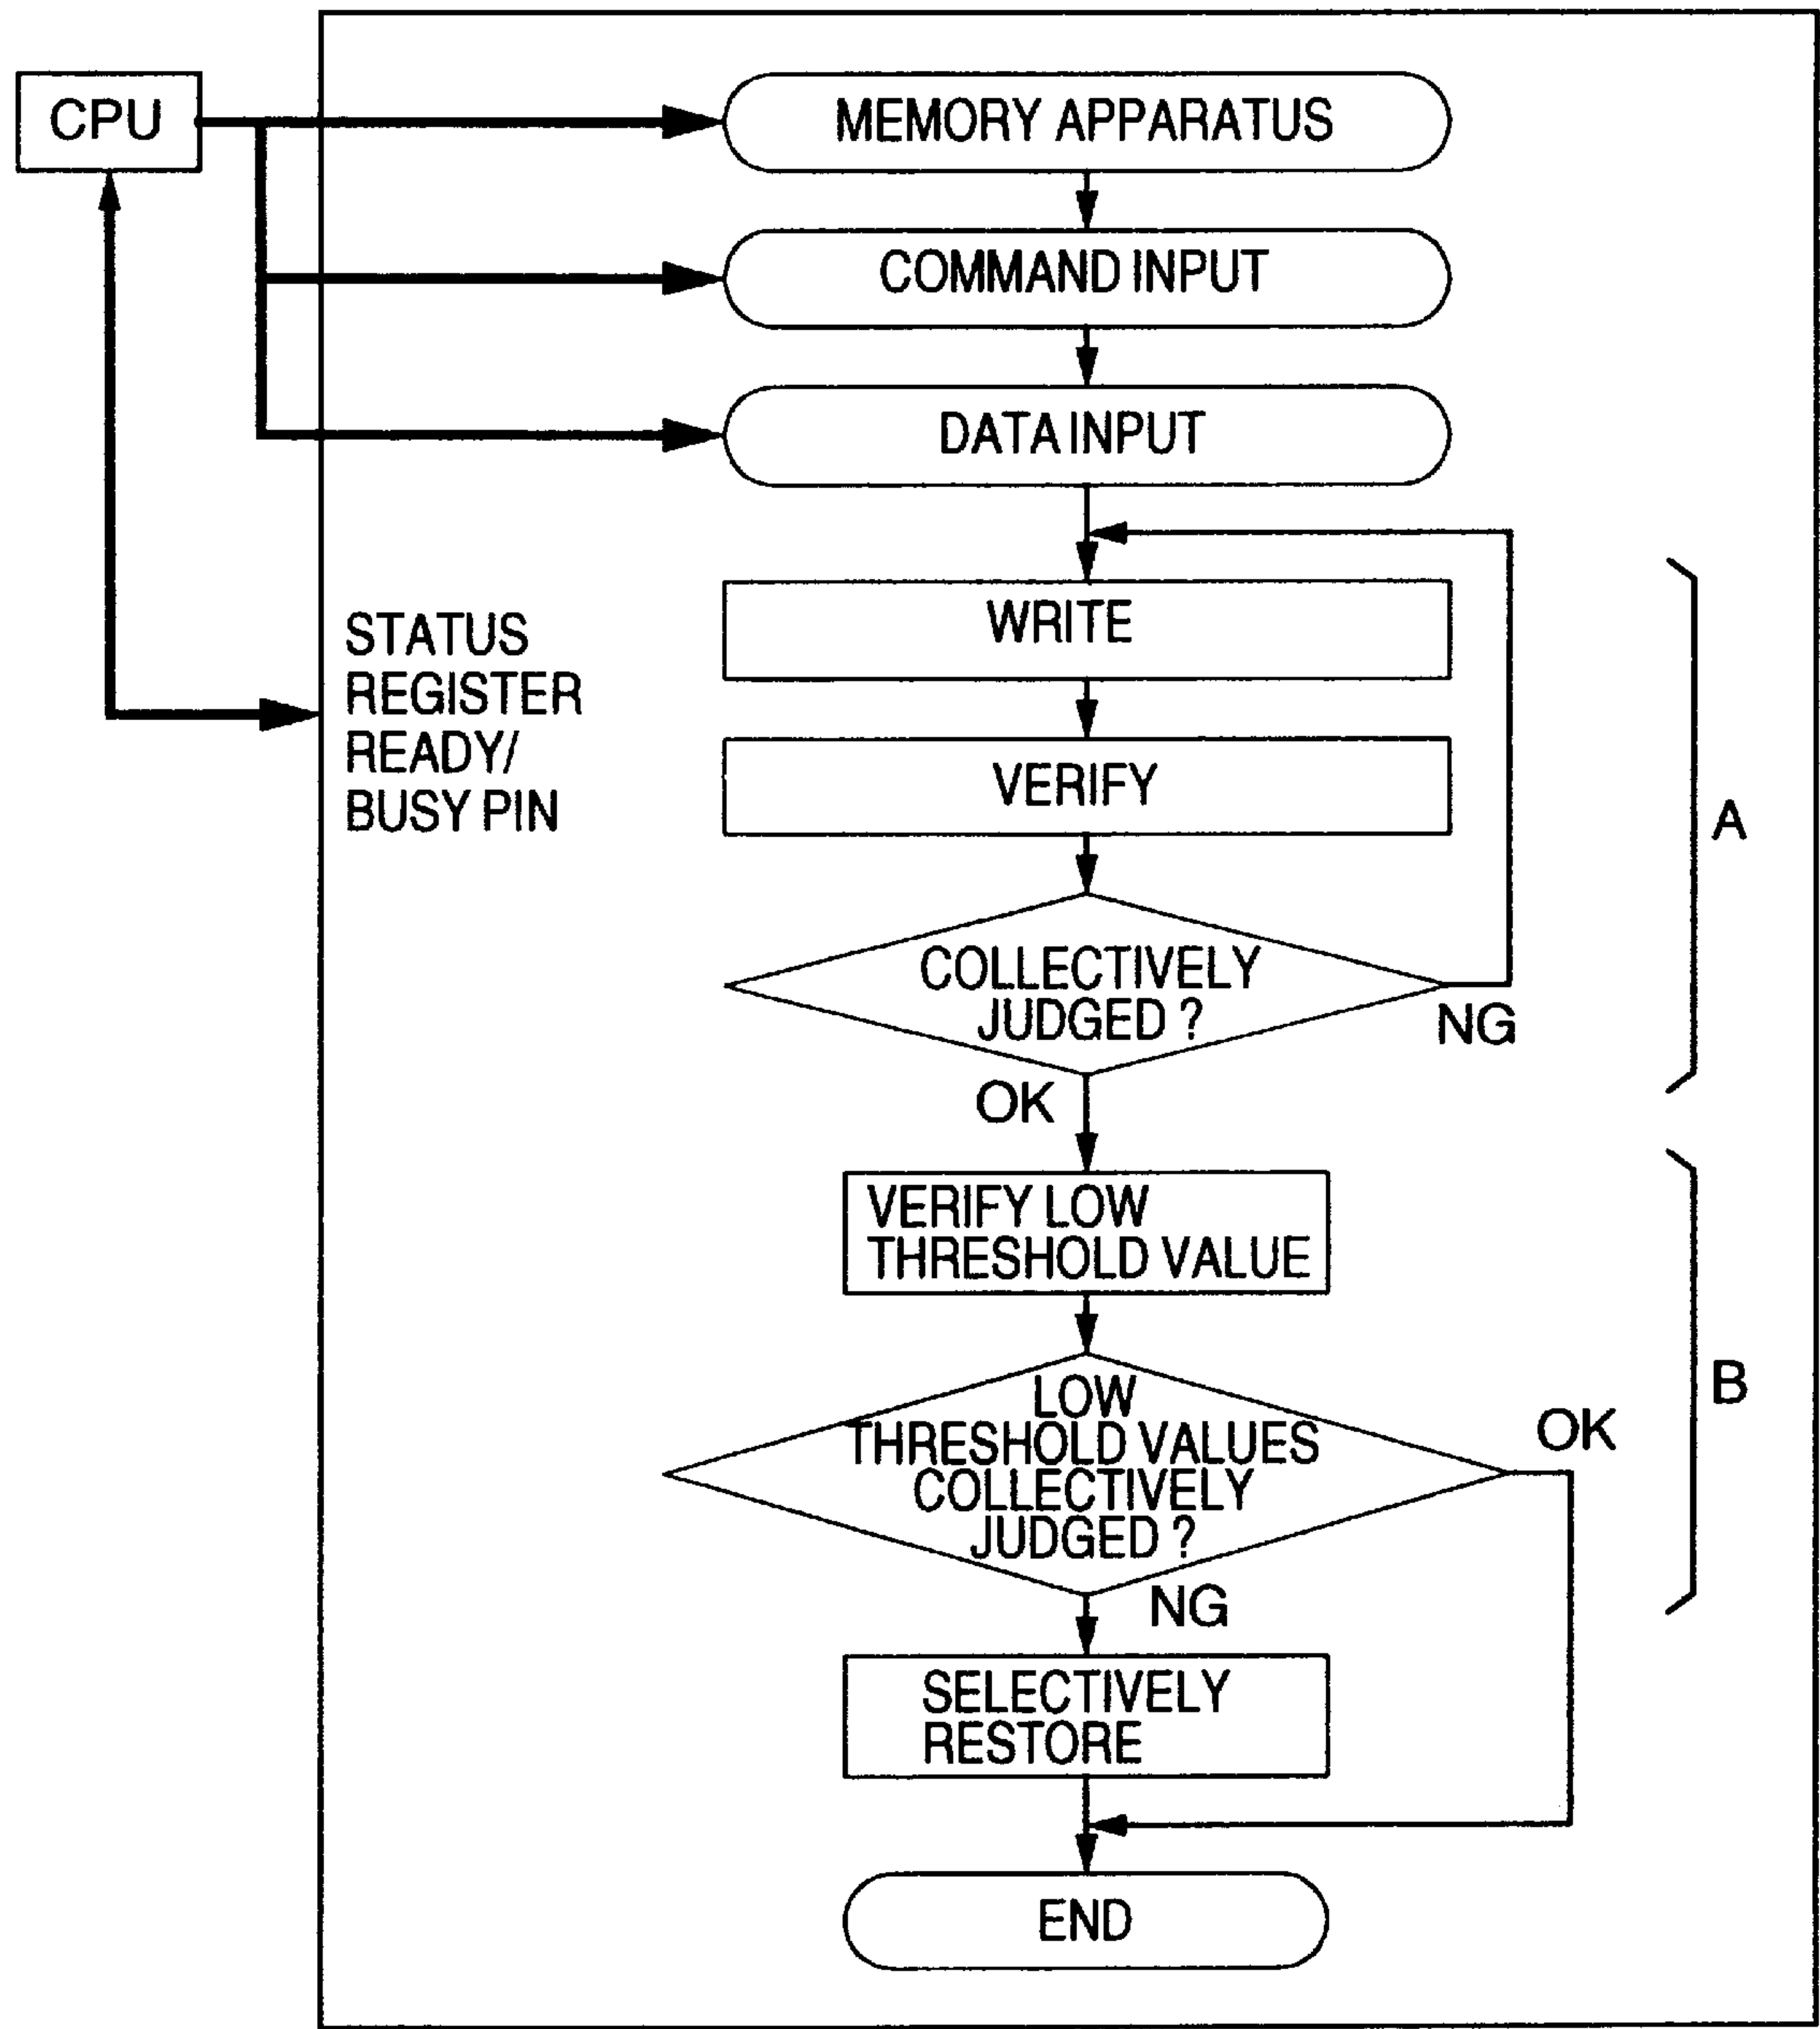 CPU
MEMORY APPARATUS
COMMAND INPUT
DATA INPUT
WRITE
STATUS
REGISTER
READY/
BUSY PIN
VERIFY
A
COLLECTIVELY
JUDGED ?
NG
OK
VERIFY LOW
THRESHOLD VALUE
B
LOW
THRESHOLD VALUES
COLLECTIVELY
JUDGED ?
OK
NG
SELECTIVELY
RESTORE
END